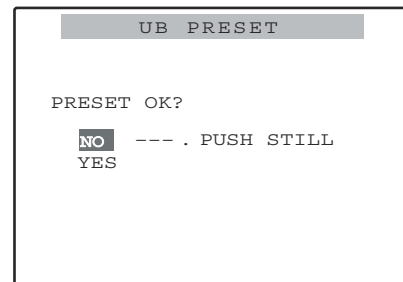 UB PRESET
PRESET OK?
NO ---. PUSH STILL
YES